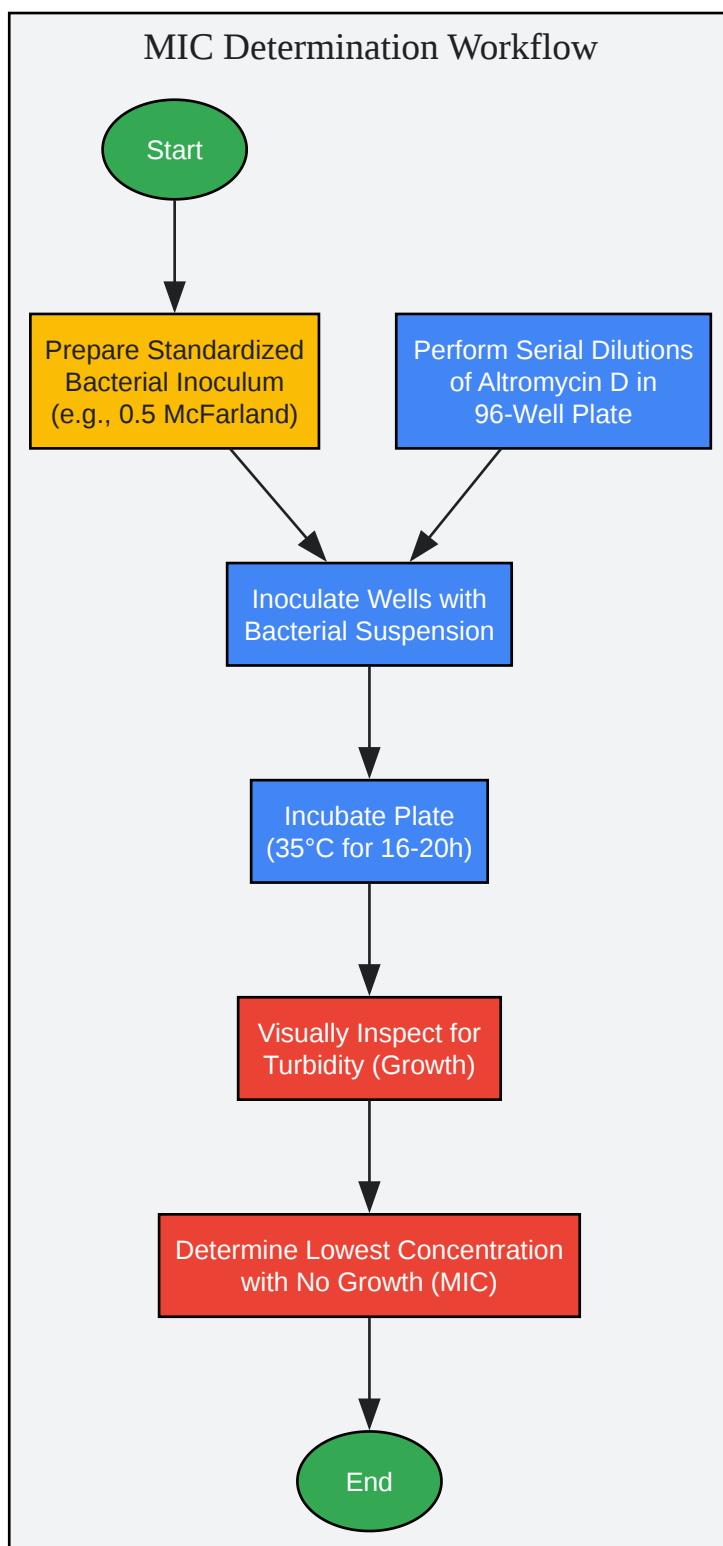 MIC Determination Workflow
Start
Prepare Standardized
Bacterial Inoculum
(e.g., 0.5 McFarland)
Perform Serial Dilutions
of Altromycin D in
96-Well Plate
Inoculate Wells with
Bacterial Suspension
Incubate Plate
(35°C for 16-20h)
Visually Inspect for
Turbidity (Growth)
Determine Lowest Concentration
with No Growth (MIC)
End